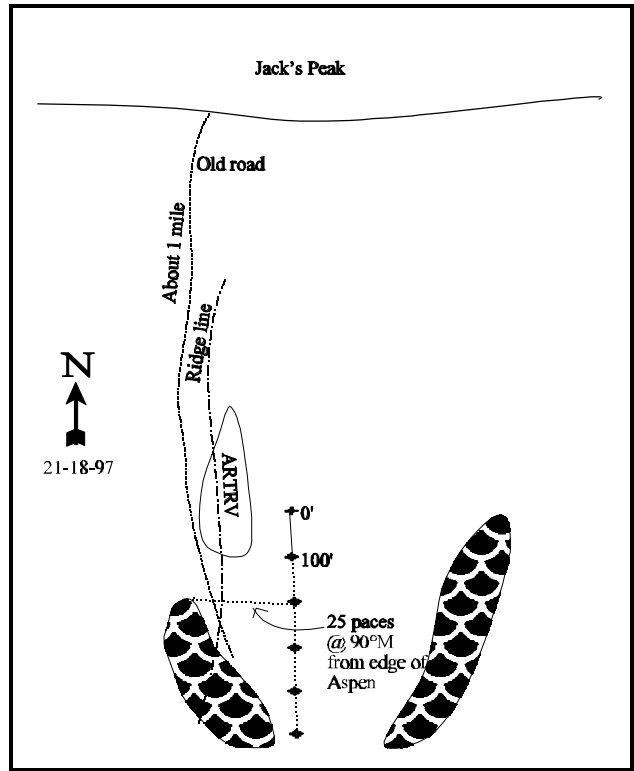 Jack's Peak
Old road
About 1 mile
Ridge line
N
21-18-97
ARTRV
0'
100'
25 paces
@ 90°M
from edge of
Aspen